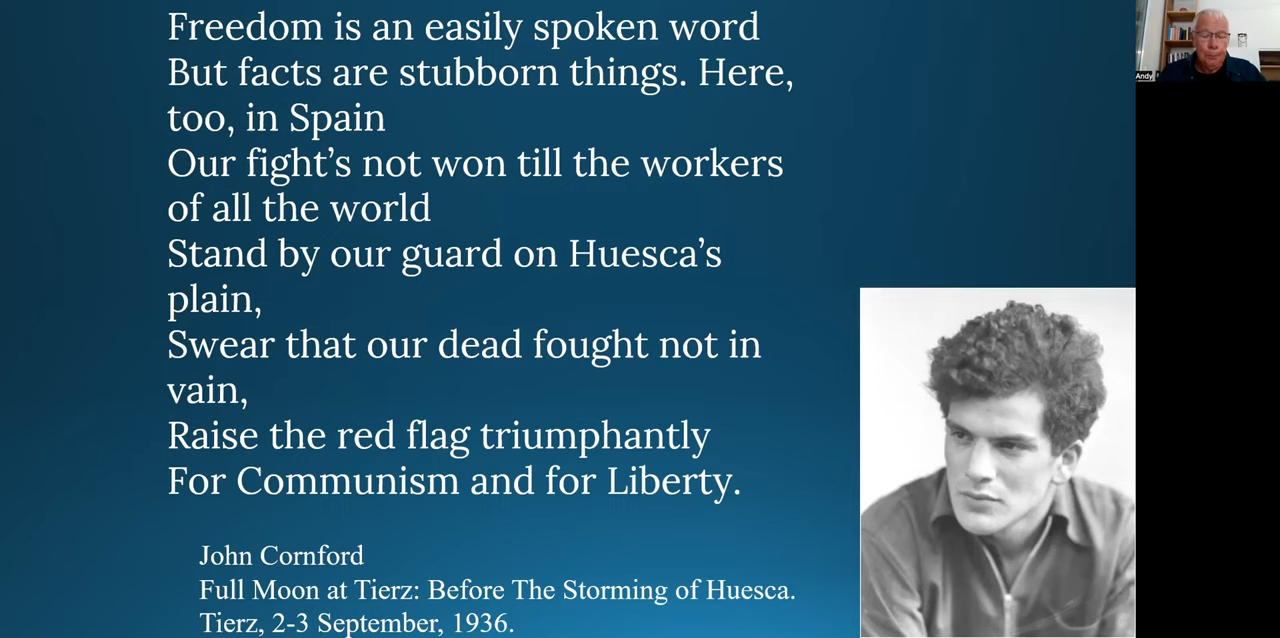 Freedom is an easily spoken word
But facts are stubborn things. Here,
too, in Spain
Our fight’s not won till the workers
of all the world
Stand by our guard on Huesca’s
plain,
Swear that our dead fought not in
vain,
Raise the red flag triumphantly
For Communism and for Liberty.
John Cornford
Full Moon at Tierz: Before The Storming of Huesca.
Tierz, 2-3 September, 1936.
Andy